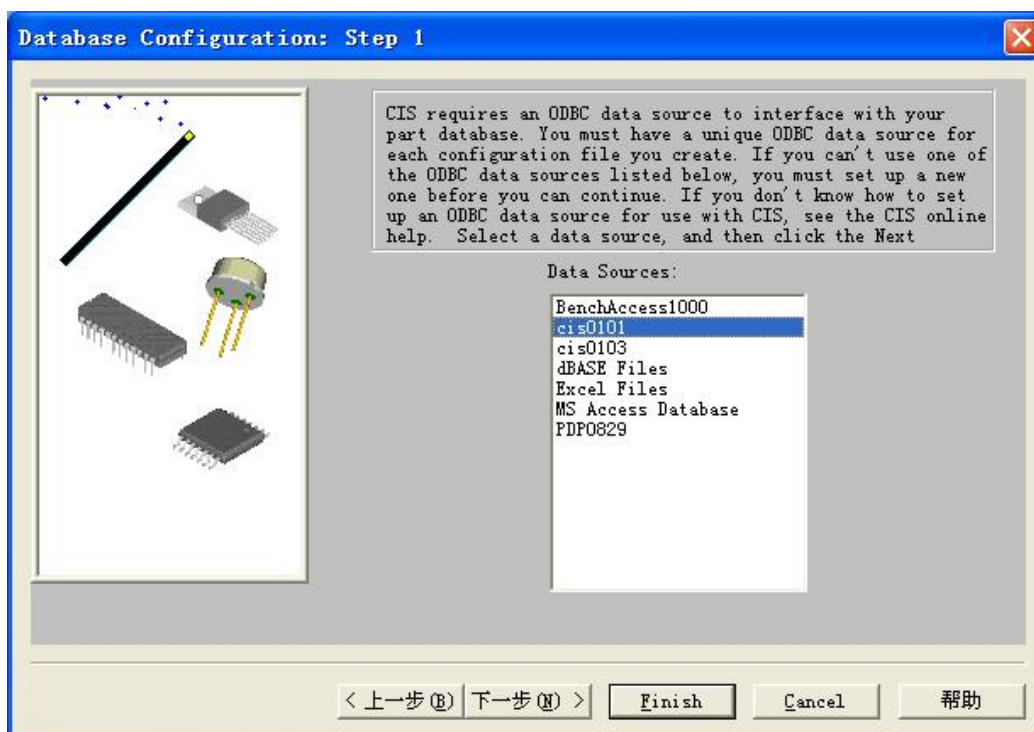 Database Configuration: Step 1
CIS requires an ODBC data source to interface with your
part database. You must have a unique ODBC data source for
each configuration file you create. If you can't use one of
the ODBC data sources listed below, you must set up a new
one before you can continue. If you don't know how to set
up an ODBC data source for use with CIS, see the CIS online
help. Select a data source, and then click the Next
Data Sources:
BenchAccess1000
cis0101
cis0103
dBASE Files
Excel Files
MS Access Database
PDP0829
< 上一步(B) 下一步(N) > Finish Cancel 帮助